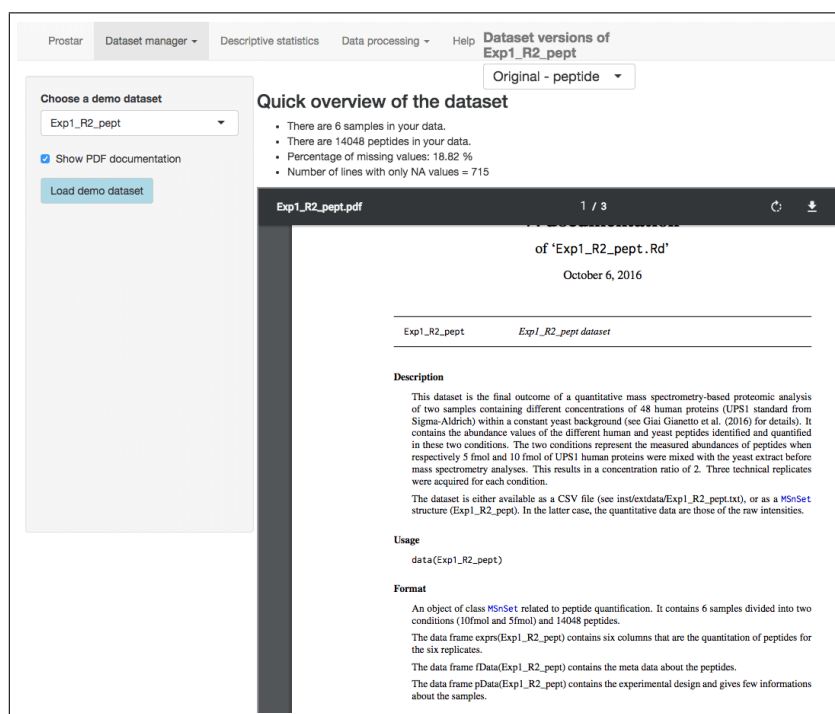 Prostar
Dataset manager
Descriptive statistics
Data processing
Help
Dataset versions of
Exp1_R2_pept
Original - peptide
Choose a demo dataset
Exp1_R2_pept
Show PDF documentation
Load demo dataset
Quick overview of the dataset
• There are 6 samples in your data.
• There are 14048 peptides in your data.
• Percentage of missing values: 18.82 %
• Number of lines with only NA values = 715
Exp1_R2_pept.pdf
1 / 3
of ‘Exp1_R2_pept.Rd’
October 6, 2016
Exp1_R2_pept Exp1_R2_pept dataset
Description
This dataset is the final outcome of a quantitative mass spectrometry-based proteomic analysis
of two samples containing different concentrations of 48 human proteins (UPS1 standard from
Sigma-Aldrich) within a constant yeast background (see Giai Gianetto et al. (2016) for details). It
contains the abundance values of the different human and yeast peptides identified and quantified
in these two conditions. The two conditions represent the measured abundances of peptides when
respectively 5 fmol and 10 fmol of UPS1 human proteins were mixed with the yeast extract before
mass spectrometry analyses. This results in a concentration ratio of 2. Three technical replicates
were acquired for each condition.
The dataset is either available as a CSV file (see inst/extdata/Exp1_R2_pept.txt), or as a MSnSet
structure (Exp1_R2_pept). In the latter case, the quantitative data are those of the raw intensities.
Usage
data(Exp1_R2_pept)
Format
An object of class MSnSet related to peptide quantification. It contains 6 samples divided into two
conditions (10fmol and 5fmol) and 14048 peptides.
The data frame exprs(Exp1_R2_pept) contains six columns that are the quantitation of peptides for
the six replicates.
The data frame fData(Exp1_R2_pept) contains the meta data about the peptides.
The data frame pData(Exp1_R2_pept) contains the experimental design and gives few informations
about the samples.